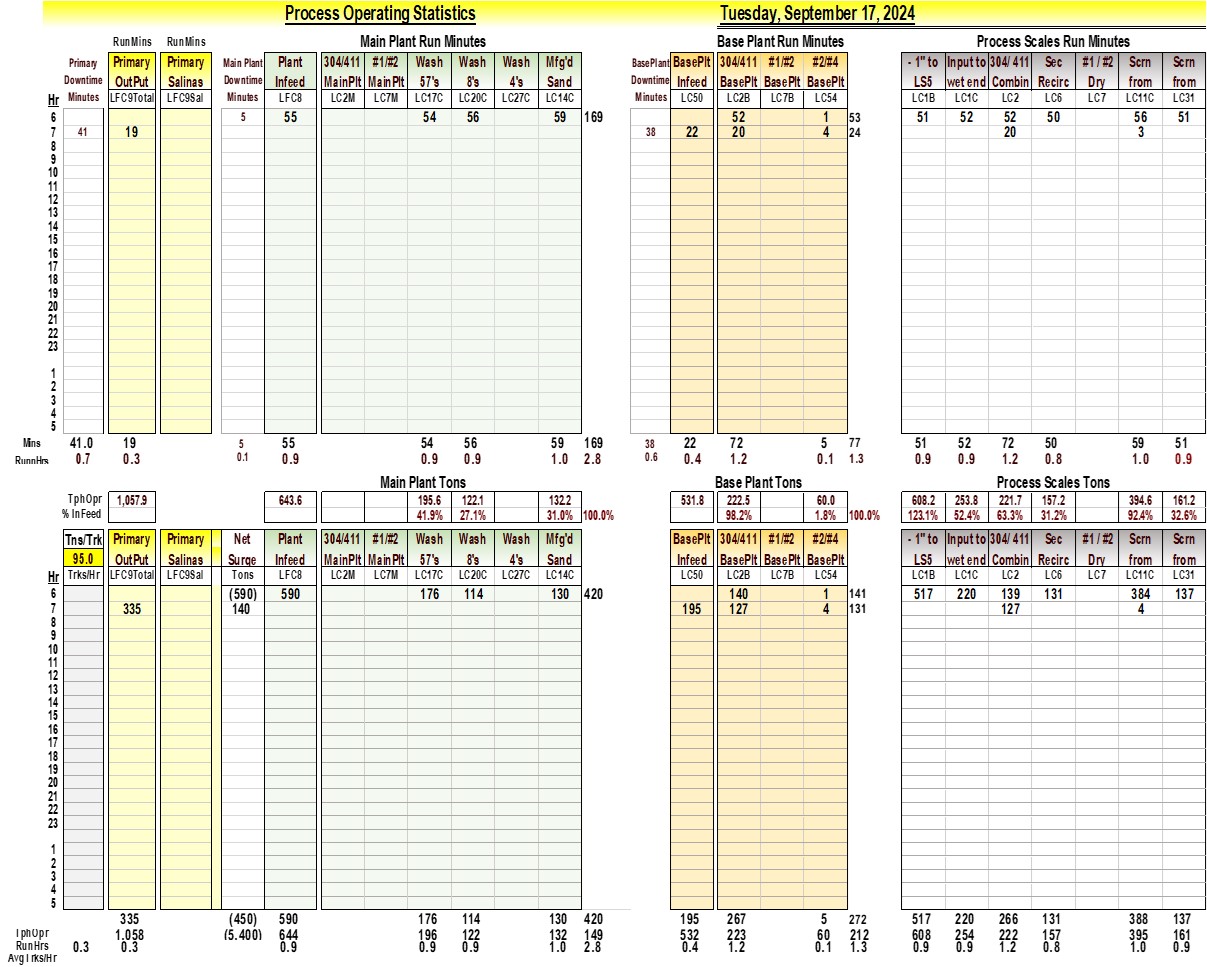 Process Operating Statistics Tuesday, September 17, 2024
RunMins RunMins Main Plant Run Minutes Base Plant Run Minutes Process Scales Run Minutes
Primary Primary Primary Main Plant Plant 304/411 #1/#2 Wash Wash Wash Mfg'd BasePlant BasePlt 304/411 #1/#2 #2/#4 - 1" to Input to 304/ 411 Sec #1 / #2 Scrn Scrn
Downtime OutPut Salinas Downtime Infeed MainPlt MainPlt 57's 8's 4's Sand Downtime Infeed BasePlt BasePlt BasePlt LS5 wet end Combin Recirc Dry from from
Hr Minutes LFC9Total LFC9Sal Minutes LFC8 LC2M LC7M LC17C LC20C LC27C LC14C Minutes LC50 LC2B LC7B LC54 LC1B LC1C LC2 LC6 LC7 LC11C LC31
6 5 55 54 56 59 169 52 1 53 51 52 52 50 56 51
7 41 19 38 22 20 4 24 20 3
8
9
10
11
12
13
14
15
16
17
18
19
20
21
22
23
1
2
3
4
5
Mins 41.0 19 5 55 54 56 59 169 38 22 72 5 77 51 52 72 50 59 51
RunnHrs 0.7 0.3 0.1 0.9 0.9 0.9 1.0 2.8 0.6 0.4 1.2 0.1 1.3 0.9 0.9 1.2 0.8 1.0 0.9
Main Plant Tons Base Plant Tons Process Scales Tons
TphOpr 1,057.9 643.6 195.6 122.1 132.2 531.8 222.5 60.0 608.2 253.8 221.7 157.2 394.6 161.2
% InFeed 41.9% 27.1% 31.0% 100.0% 98.2% 1.8% 100.0% 123.1% 52.4% 63.3% 31.2% 92.4% 32.6%
Tns/Trk Primary Primary Net Plant 304/411 #1/#2 Wash Wash Wash Mfg'd BasePlt 304/411 #1/#2 #2/#4 - 1" to Input to 304/ 411 Sec #1 / #2 Scrn Scrn
95.0 OutPut Salinas Surge Infeed MainPlt MainPlt 57's 8's 4's Sand Infeed BasePlt BasePlt BasePlt LS5 wet end Combin Recirc Dry from from
Hr Trks/Hr LFC9Total LFC9Sal Tons LFC8 LC2M LC7M LC17C LC20C LC27C LC14C LC50 LC2B LC7B LC54 LC1B LC1C LC2 LC6 LC7 LC11C LC31
6 (590) 590 176 114 130 420 140 1 141 517 220 139 131 384 137
7 335 140 195 127 4 131 127 4
8
9
10
11
12
13
14
15
16
17
18
19
20
21
22
23
1
2
3
4
5
335 (450) 590 176 114 130 420 195 267 5 272 517 220 266 131 388 137
TphOpr 1,058 (5,400) 644 196 122 132 149 532 223 60 212 608 254 222 157 395 161
RunHrs 0.3 0.3 0.9 0.9 0.9 1.0 2.8 0.4 1.2 0.1 1.3 0.9 0.9 1.2 0.8 1.0 0.9
AvgTrks/Hr